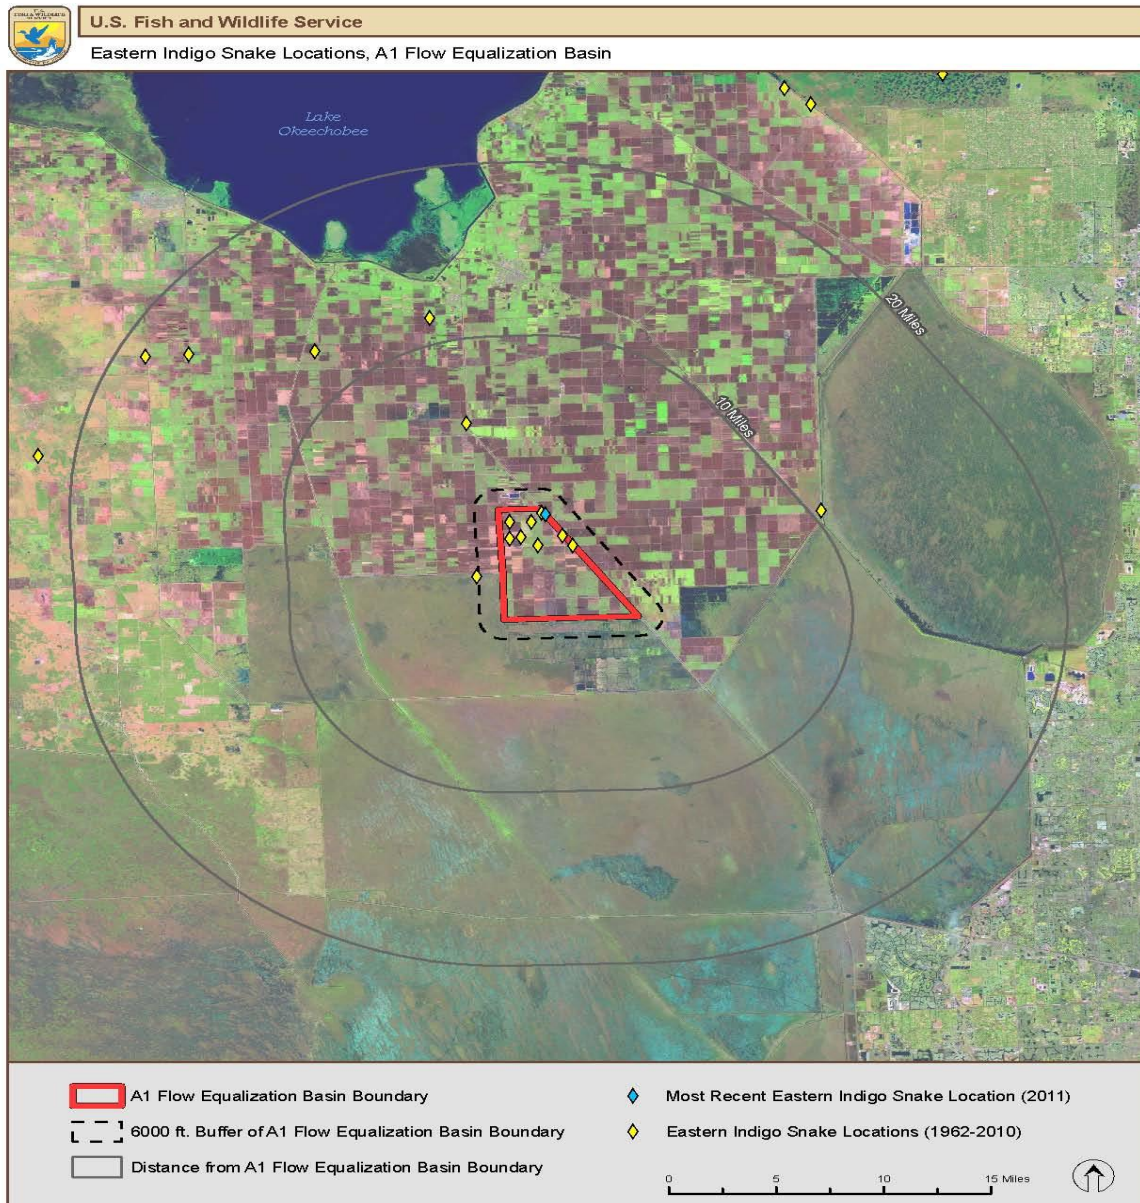 U.S.
FISH & WILDLIFE
SERVICE
U.S. Fish and Wildlife Service
Eastern Indigo Snake Locations, A1 Flow Equalization Basin
Lake
Okeechobee
20 Miles
10 Miles
A1 Flow Equalization Basin Boundary
6000 ft. Buffer of A1 Flow Equalization Basin Boundary
Distance from A1 Flow Equalization Basin Boundary
Most Recent Eastern Indigo Snake Location (2011)
Eastern Indigo Snake Locations (1962-2010)
0 5 10 15 Miles